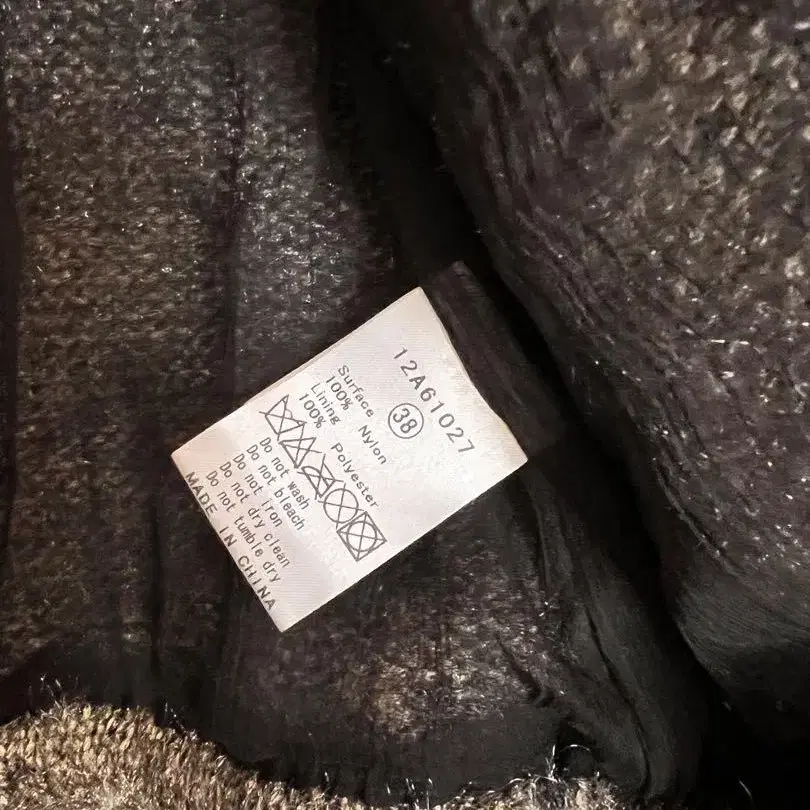 12A61027
38
Surface
100% Nylon
Lining
100% Polyester
Do not wash
Do not bleach
Do not iron
Do not dry clean
Do not tumble dry
MADE IN CHINA